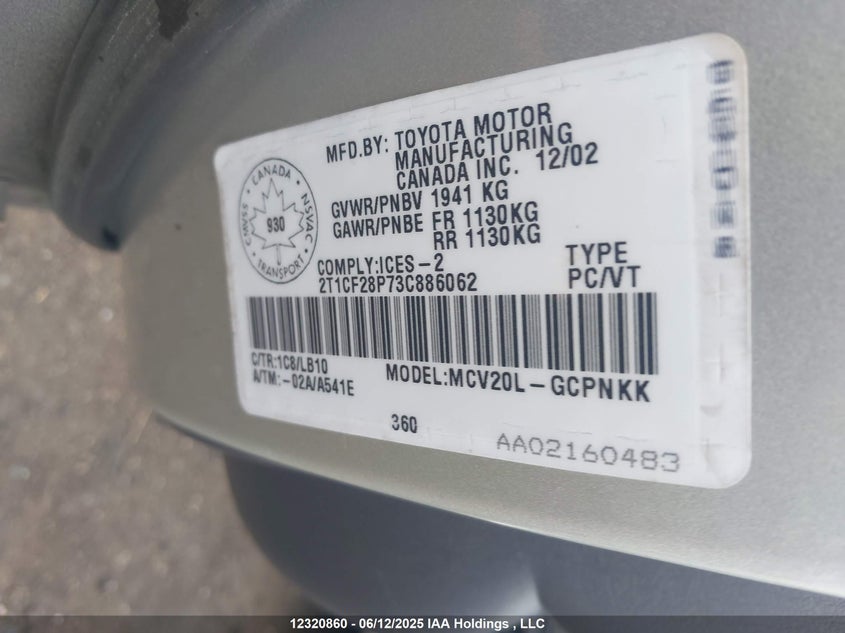 MFD.BY: TOYOTA MOTOR
MANUFACTURING
CANADA INC. 12/02
GVWR/PNBV 1941 KG
GAWR/PNBE FR 1130KG
RR 1130KG
CANADA
CMVSS
NSVAC
930
TRANSPORT
COMPLY:ICES-2
2T1CF28P73C886062
TYPE
PC/VT
C/TR:1C8/LB10
A/TM:-02A/A541E
MODEL:MCV20L-GCPNKK
360
AA02160483
12320860 - 06/12/2025 IAA Holdings , LLC